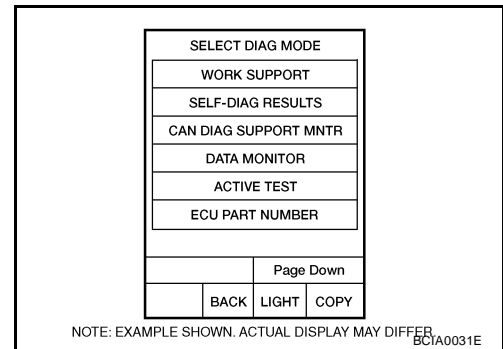 SELECT DIAG MODE
WORK SUPPORT
SELF-DIAG RESULTS
CAN DIAG SUPPORT MNTR
DATA MONITOR
ACTIVE TEST
ECU PART NUMBER
Page Down
BACK LIGHT COPY
NOTE: EXAMPLE SHOWN. ACTUAL DISPLAY MAY DIFFER.
BCIA0031E